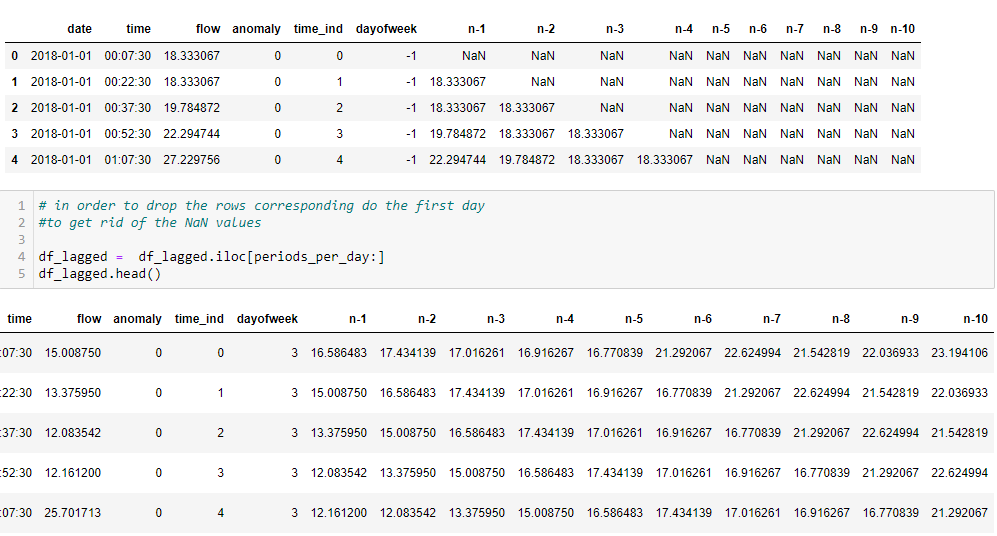 date time flow anomaly time_ind dayofweek n-1 n-2 n-3 n-4 n-5 n-6 n-7 n-8 n-9 n-10
0 2018-01-01 00:07:30 18.333067 0 0 -1 NaN NaN NaN NaN NaN NaN NaN NaN NaN NaN
1 2018-01-01 00:22:30 18.333067 0 1 -1 18.333067 NaN NaN NaN NaN NaN NaN NaN NaN NaN
2 2018-01-01 00:37:30 19.784872 0 2 -1 18.333067 18.333067 NaN NaN NaN NaN NaN NaN NaN NaN
3 2018-01-01 00:52:30 22.294744 0 3 -1 19.784872 18.333067 18.333067 NaN NaN NaN NaN NaN NaN NaN
4 2018-01-01 01:07:30 27.229756 0 4 -1 22.294744 19.784872 18.333067 18.333067 NaN NaN NaN NaN NaN NaN
1 # in order to drop the rows corresponding do the first day
2 #to get rid of the NaN values
3
4 df_lagged = df_lagged.iloc[periods_per_day:]
5 df_lagged.head()
time flow anomaly time_ind dayofweek n-1 n-2 n-3 n-4 n-5 n-6 n-7 n-8 n-9 n-10
:07:30 15.008750 0 0 3 16.586483 17.434139 17.016261 16.916267 16.770839 21.292067 22.624994 21.542819 22.036933 23.194106
:22:30 13.375950 0 1 3 15.008750 16.586483 17.434139 17.016261 16.916267 16.770839 21.292067 22.624994 21.542819 22.036933
:37:30 12.083542 0 2 3 13.375950 15.008750 16.586483 17.434139 17.016261 16.916267 16.770839 21.292067 22.624994 21.542819
:52:30 12.161200 0 3 3 12.083542 13.375950 15.008750 16.586483 17.434139 17.016261 16.916267 16.770839 21.292067 22.624994
:07:30 25.701713 0 4 3 12.161200 12.083542 13.375950 15.008750 16.586483 17.434139 17.016261 16.916267 16.770839 21.292067